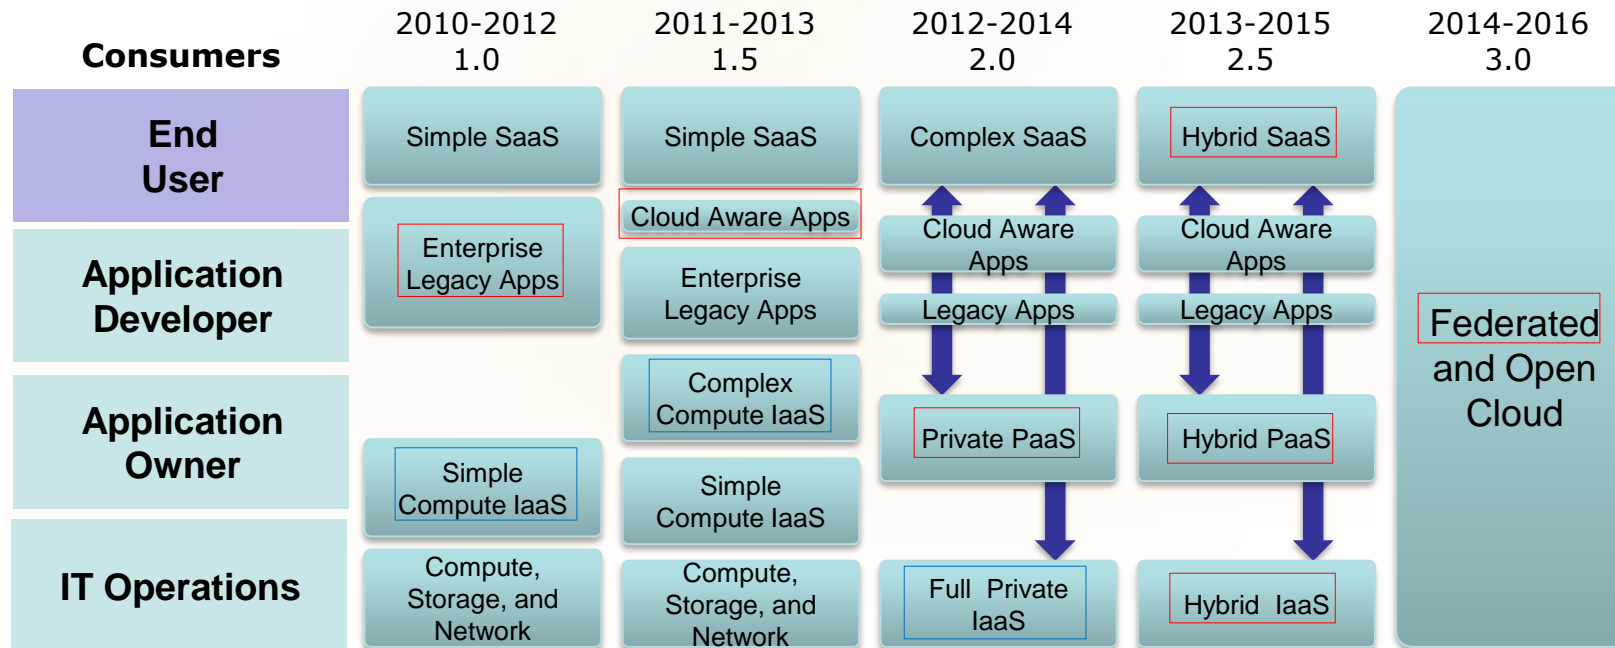 Consumers
2010-2012
1.0
2011-2013
1.5
2012-2014
2.0
2013-2015
2.5
2014-2016
3.0
End
User
Application
Developer
Application
Owner
IT Operations
Simple SaaS
Enterprise
Legacy Apps
Simple
Compute IaaS
Compute,
Storage, and
Network
Simple SaaS
Cloud Aware Apps
Enterprise
Legacy Apps
Complex
Compute IaaS
Simple
Compute IaaS
Compute,
Storage, and
Network
Complex SaaS
Cloud Aware
Apps
Legacy Apps
Private PaaS
Full Private
IaaS
Hybrid SaaS
Cloud Aware
Apps
Legacy Apps
Hybrid PaaS
Hybrid IaaS
Federated
and Open
Cloud